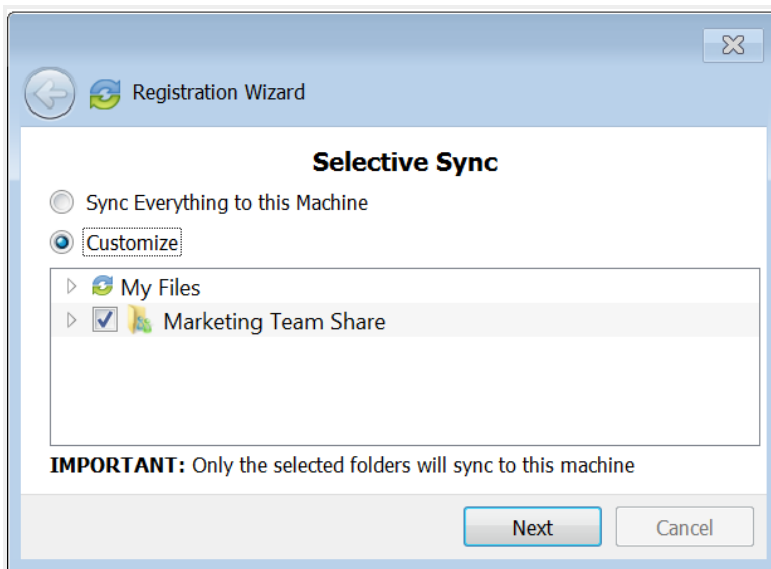 Registration Wizard
Selective Sync
Sync Everything to this Machine
Customize
My Files
Marketing Team Share
IMPORTANT: Only the selected folders will sync to this machine
Next Cancel